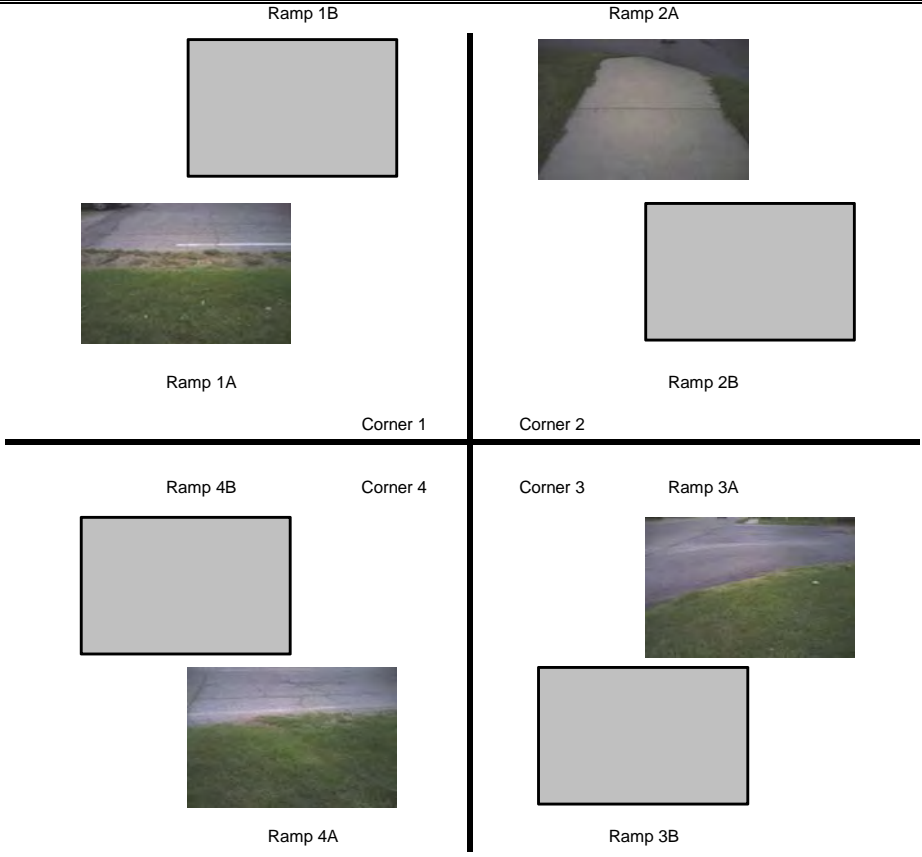 Ramp 1B
Ramp 2A
Ramp 1A
Ramp 2B
Corner 1
Corner 2
Ramp 4B
Corner 4
Corner 3
Ramp 3A
Ramp 4A
Ramp 3B